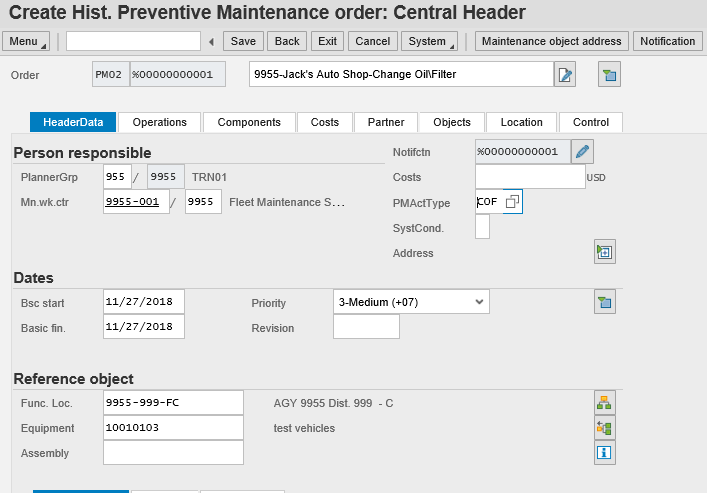 Create Hist. Preventive Maintenance order: Central Header
Menu Save Back Exit Cancel System Maintenance object address Notification
Order PM02 %00000000001 9955-Jack's Auto Shop-Change Oil\Filter
HeaderData Operations Components Costs Partner Objects Location Control
Person responsible Notifctn %00000000001
PlannerGrp 955 / 9955 TRN01 Costs USD
Mn.wk.ctr 9955-001 / 9955 Fleet Maintenance S... PMActType COF
SystCond.
Address
Dates
Bsc start 11/27/2018 Priority 3-Medium (+07)
Basic fin. 11/27/2018 Revision
Reference object
Func. Loc. 9955-999-FC AGY 9955 Dist. 999 - C
Equipment 10010103 test vehicles
Assembly